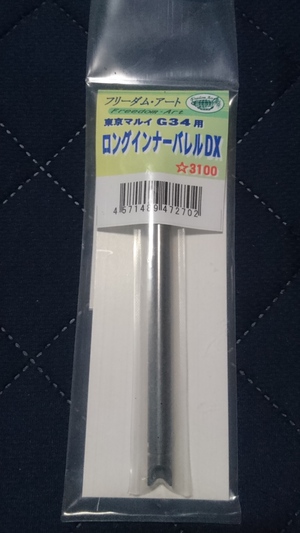 フリーダム・アート
Freedom-Art
東京マルイ G34用
ロングインナーバレルDX
☆3100
4571489472702